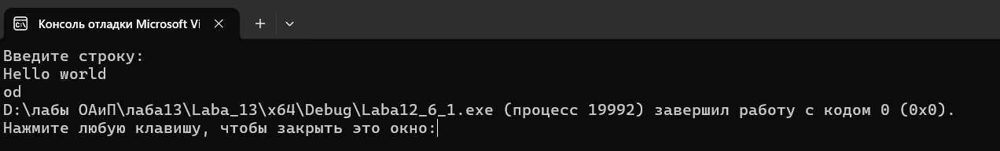 Консоль отладки Microsoft Vi
Введите строку:
Hello world
od
D:\лабы ОАиП\лаба13\Laba_13\x64\Debug\Laba12_6_1.exe (процесс 19992) завершил работу с кодом 0 (0x0).
Нажмите любую клавишу, чтобы закрыть это окно: